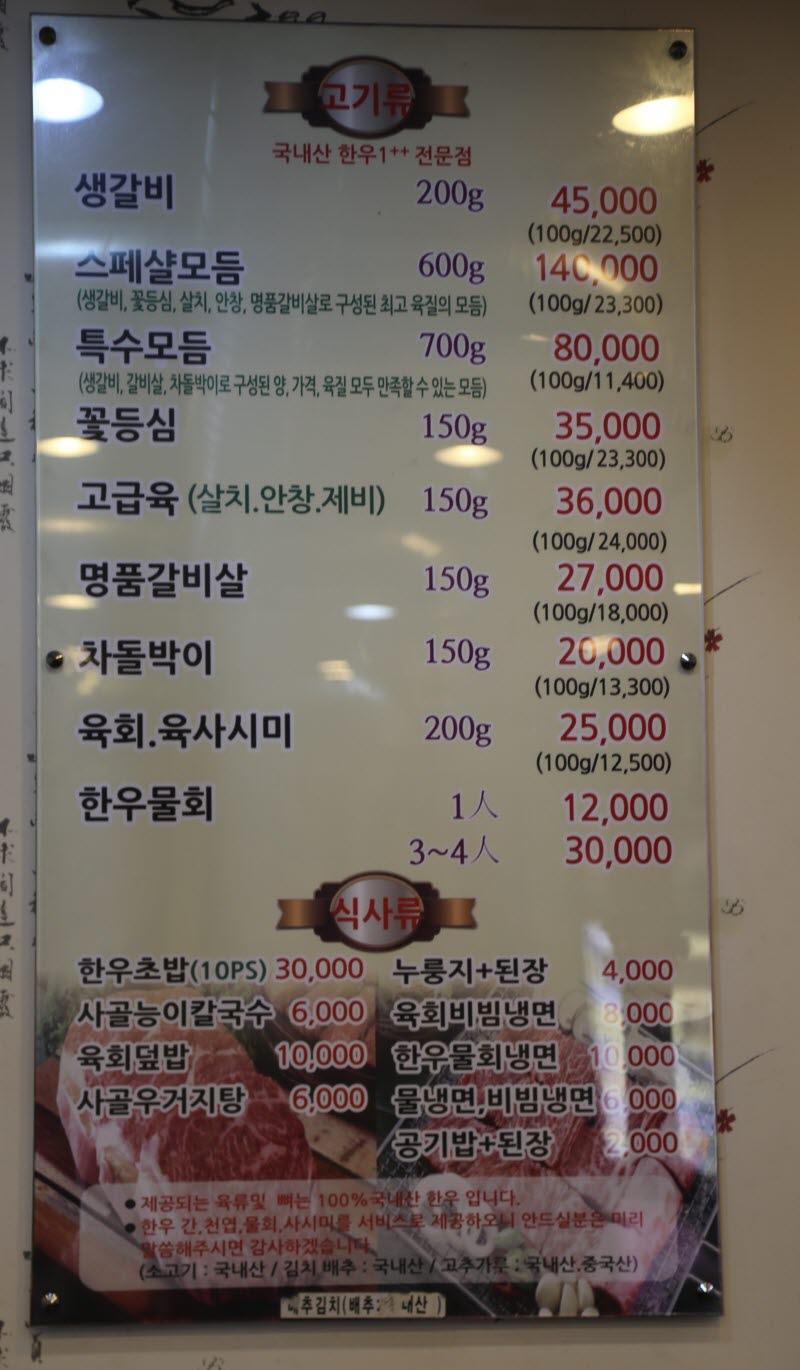 고기류
국내산 한우1++ 전문점
생갈비 200g 45,000
(100g/22,500)
스페샬모듬 600g 140,000
(생갈비, 꽃등심, 살치, 안창, 명품갈비살로 구성된 최고 육질의 모듬) (100g/23,300)
특수모듬 700g 80,000
(생갈비, 갈비살, 차돌박이로 구성된 양, 가격, 육질 모두 만족할 수 있는 모듬) (100g/11,400)
꽃등심 150g 35,000
(100g/23,300)
고급육 (살치.안창.제비) 150g 36,000
(100g/24,000)
명품갈비살 150g 27,000
(100g/18,000)
차돌박이 150g 20,000
(100g/13,300)
육회.육사시미 200g 25,000
(100g/12,500)
한우물회 1人 12,000
3~4人 30,000
식사류
한우초밥(10PS) 30,000 누룽지+된장 4,000
사골능이칼국수 6,000 육회비빔냉면 8,000
육회덮밥 10,000 한우물회냉면 10,000
사골우거지탕 6,000 물냉면,비빔냉면 6,000
공기밥+된장 2,000
● 제공되는 육류및 뼈는 100%국내산 한우 입니다.
● 한우 간,천엽,물회,사시미를 서비스로 제공하오니 안드실분은 미리
말씀해주시면 감사하겠습니다.
(소고기 : 국내산 / 김치 배추 : 국내산 / 고추가루 : 국내산.중국산)